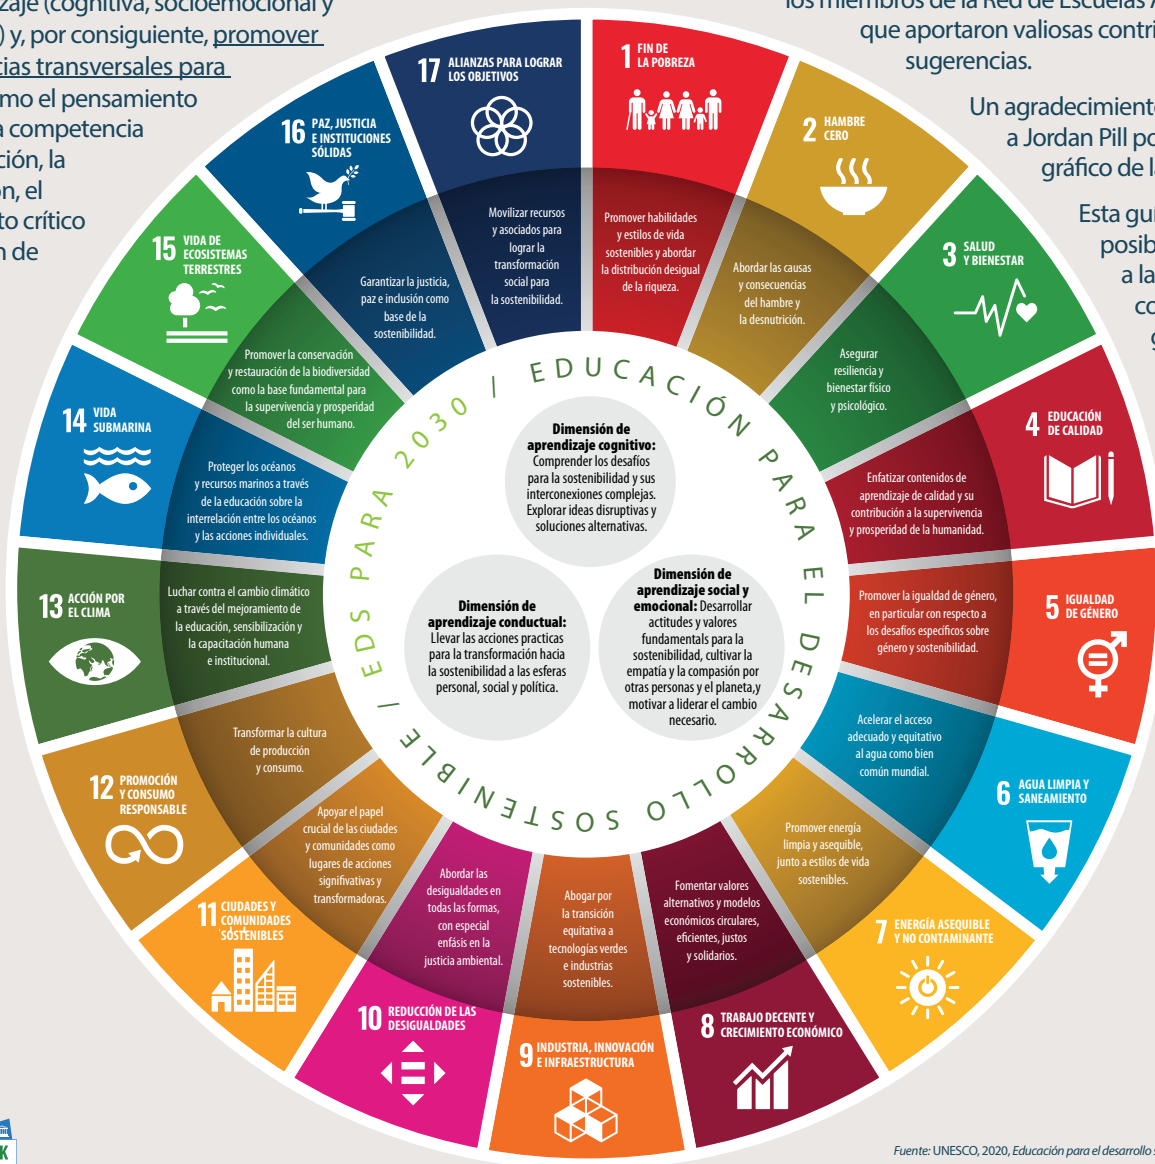 (cognitiva, socioemocional y
y, por consiguiente, promover
transversales para
el pensamiento
competencia
la
el
crítico
de
los miembros de la Red de Escuelas
que aportaron valiosas
sugerencias.
Un agradecimiento
a Jordan Pill
gráfico de
Esta
a
1 FIN DE
LA POBREZA
Promover habilidades
y estilos de vida
sostenibles y abordar
la distribución desigual
de la riqueza.
2 HAMBRE
CERO
Abordar las causas
y consecuencias
del hambre y
la desnutrición.
3 SALUD
Y BIENESTAR
Asegurar
resiliencia y
bienestar físico
y psicológico.
4 EDUCACIÓN
DE CALIDAD
Enfatizar contenidos de
aprendizaje de calidad y su
contribución a la supervivencia
y prosperidad de la humanidad.
5 IGUALDAD
DE GÉNERO
Promover la igualdad de género,
en particular con respecto a
los desafíos específicos sobre
género y sostenibilidad.
6 AGUA LIMPIA Y
SANEAMIENTO
Acelerar el acceso
adecuado y equitativo
al agua como bien
común mundial.
7 ENERGÍA ASEQUIBLE
Y NO CONTAMINANTE
Promover energía
limpia y asequible,
junto a estilos de vida
sostenibles.
8 TRABAJO DECENTE Y
CRECIMIENTO ECONÓMICO
Fomentar valores
alternativos y modelos
económicos circulares,
eficientes, justos
y solidarios.
9 INDUSTRIA, INNOVACIÓN
E INFRAESTRUCTURA
Abogar por
la transición
equitativa a
tecnologías verdes
e industrias
sostenibles.
10 REDUCCIÓN DE LAS
DESIGUALDADES
Abordar las
desigualdades en
todas las formas,
con especial
enfásis en la
justicia ambiental.
11 CIUDADES Y
COMUNIDADES
SOSTENIBLES
Apoyar el papel
crucial de las ciudades
y comunidades como
lugares de acciones
signifivativas y
transformadoras.
12 PROMOCIÓN
Y CONSUMO
RESPONSABLE
Transformar la cultura
de producción
y consumo.
13 ACCIÓN POR
EL CLIMA
Luchar contra el cambio climático
a través del mejoramiento de
la educación, sensibilización y
la capacitación humana
e institucional.
14 VIDA
SUBMARINA
Proteger los océanos
y recursos marinos a través
de la educación sobre la
interrelación entre los océanos
y las acciones individuales.
15 VIDA DE
ECOSISTEMAS
TERRESTRES
Promover la conservación
y restauración de la biodiversidad
como la base fundamental para
la supervivencia y prosperidad
del ser humano.
16 PAZ, JUSTICIA
E INSTITUCIONES
SÓLIDAS
Garantizar la justicia,
paz e inclusión como
base de la
sostenibilidad.
17 ALIANZAS PARA LOGRAR
LOS OBJETIVOS
Movilizar recursos
y asociados para
lograr la
transformación
social para
la sostenibilidad.
/ EDUCACIÓN PARA EL DESARROLLO SOSTENIBLE / EDS PARA 2030
Dimensión de
aprendizaje cognitivo:
Comprender los desafíos
para la sostenibilidad y sus
interconexiones complejas.
Explorar ideas disruptivas y
soluciones alternativas.
Dimensión de
aprendizaje conductual:
Llevar las acciones practicas
para la transformación hacia
la sostenibilidad a las esferas
personal, social y política.
Dimensión de
aprendizaje social y
emocional: Desarrollar
actitudes y valores
fundamentals para la
sostenibilidad, cultivar la
empatía y la compasión por
otras personas y el planeta,y
motivar a liderar el cambio
necesario.
K
Fuente: UNESCO, 2020, Educación para el desarrollo